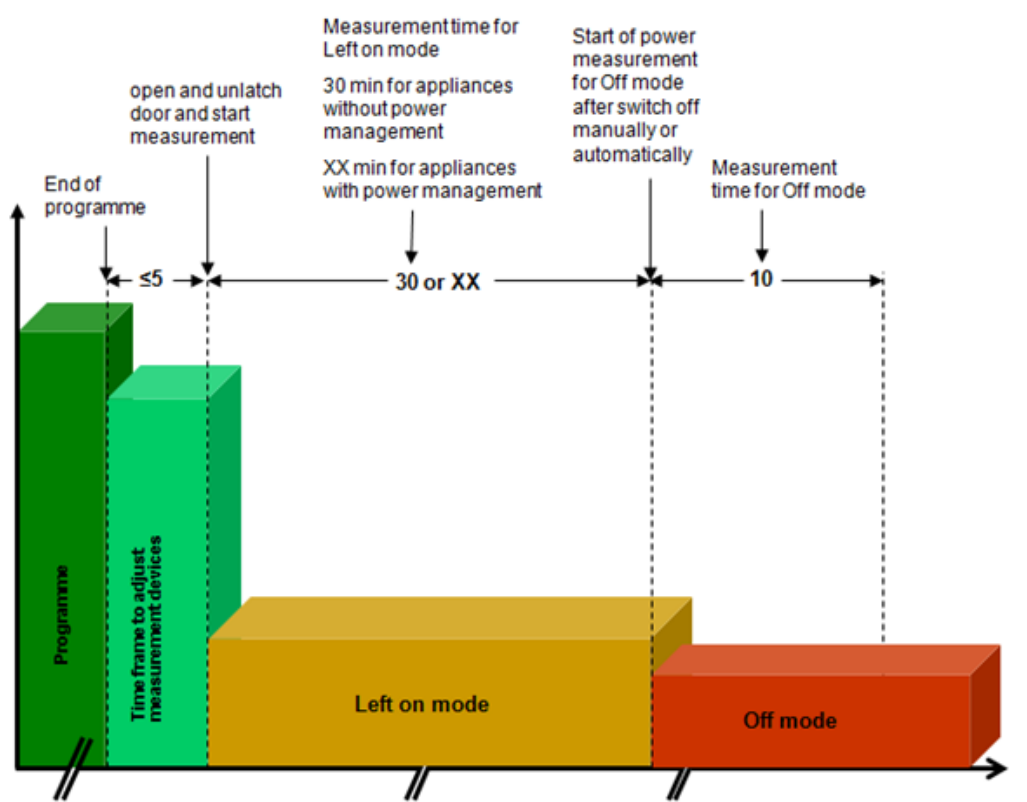 Measurement time for
Left on mode
30 min for appliances
without power
management
XX min for appliances
with power management
Start of power
measurement
for Off mode
after switch off
manually or
automatically
open and unlatch
door and start
measurement
Measurement
time for Off mode
End of
programme
≤5
30 or XX
10
Programme
Time frame to adjust
measurement devices
Left on mode
Off mode